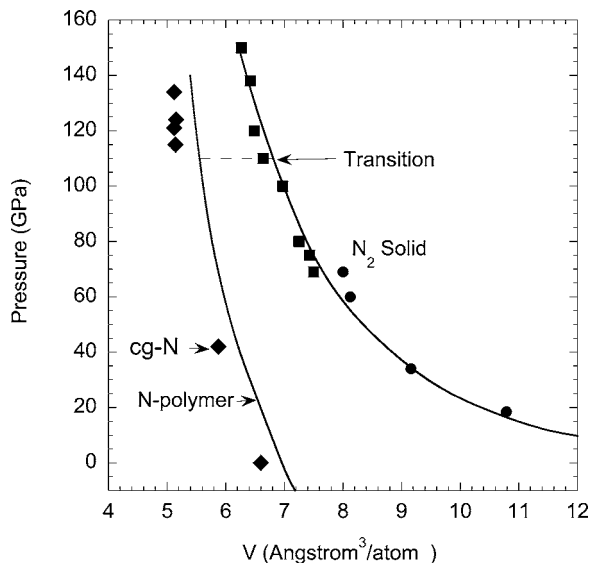 160
140
120
100
80
60
40
20
0
Pressure (GPa)
Transition
N2 Solid
cg-N
N-polymer
4 5 6 7 8 9 10 11 12
V (Angstrom3/atom )